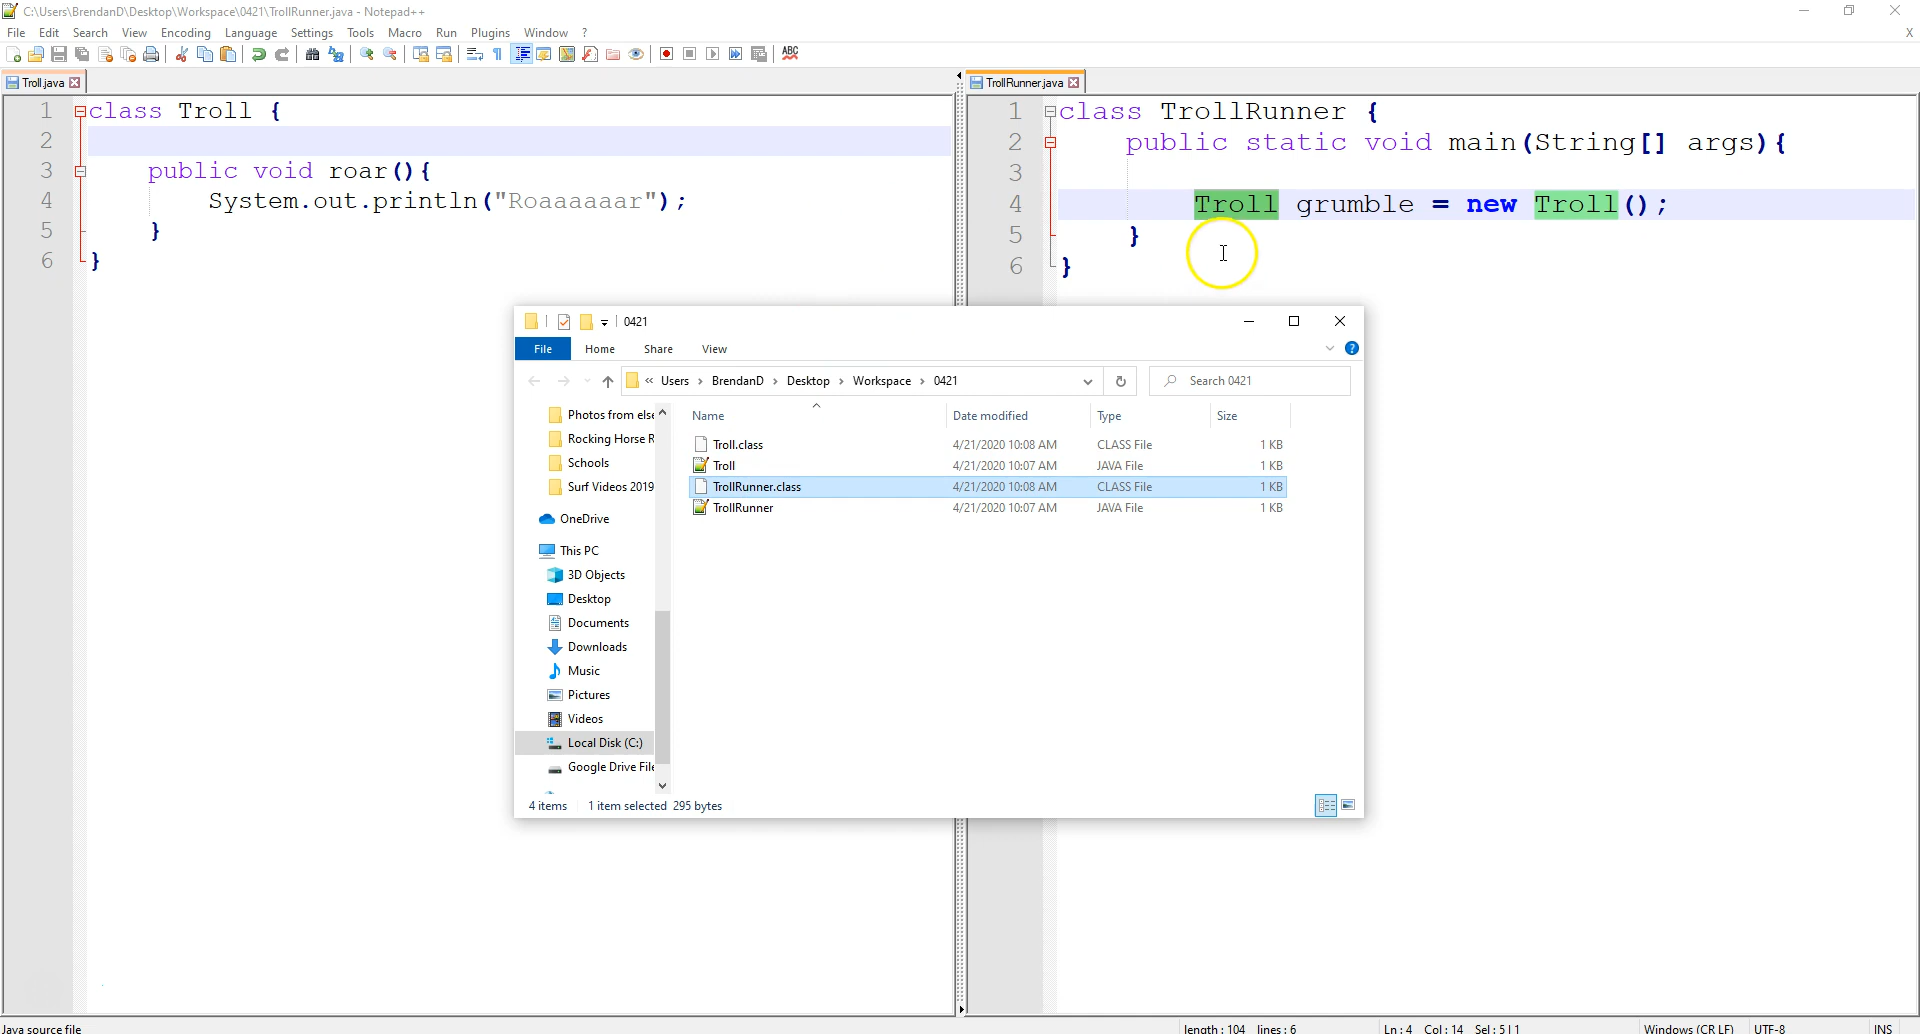 C:\Users\BrendanD\Desktop\Workspace\0421\TrollRunner.java - Notepad++
File Edit Search View Encoding Language Settings Tools Macro Run Plugins Window ? X
ABC
Troll.java
1 class Troll {
2
3 public void roar(){
4 System.out.println("Roaaaaaar");
5 }
6 }
TrollRunner.java
1 class TrollRunner {
2 public static void main(String[] args){
3
4 Troll grumble = new Troll();
5 }
6 }
0421
File Home Share View
« Users › BrendanD › Desktop › Workspace › 0421
Search 0421
Photos from else
Rocking Horse R
Schools
Surf Videos 2019
OneDrive
This PC
3D Objects
Desktop
Documents
Downloads
Music
Pictures
Videos
Local Disk (C:)
Google Drive File
Name Date modified Type Size
Troll.class 4/21/2020 10:08 AM CLASS File 1 KB
Troll 4/21/2020 10:07 AM JAVA File 1 KB
TrollRunner.class 4/21/2020 10:08 AM CLASS File 1 KB
TrollRunner 4/21/2020 10:07 AM JAVA File 1 KB
4 items 1 item selected 295 bytes
Java source file length : 104 lines : 6 Ln : 4 Col : 14 Sel : 5 | 1 Windows (CR LF) UTF-8 INS